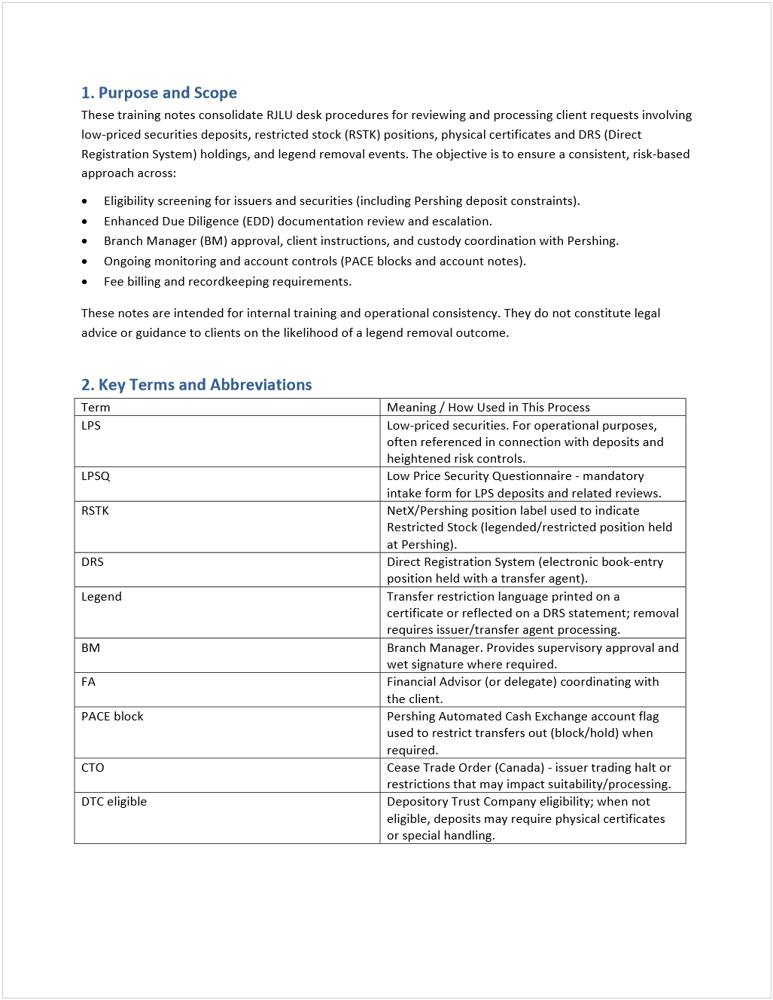 1. Purpose and Scope
These training notes consolidate RJLU desk procedures for reviewing and processing client requests involving
low-priced securities deposits, restricted stock (RSTK) positions, physical certificates and DRS (Direct
Registration System) holdings, and legend removal events. The objective is to ensure a consistent, risk-based
approach across:
• Eligibility screening for issuers and securities (including Pershing deposit constraints).
• Enhanced Due Diligence (EDD) documentation review and escalation.
• Branch Manager (BM) approval, client instructions, and custody coordination with Pershing.
• Ongoing monitoring and account controls (PACE blocks and account notes).
• Fee billing and recordkeeping requirements.
These notes are intended for internal training and operational consistency. They do not constitute legal
advice or guidance to clients on the likelihood of a legend removal outcome.
2. Key Terms and Abbreviations
Term
Meaning / How Used in This Process
LPS
Low-priced securities. For operational purposes,
often referenced in connection with deposits and
heightened risk controls.
LPSQ
Low Price Security Questionnaire - mandatory
intake form for LPS deposits and related reviews.
RSTK
NetX/Pershing position label used to indicate
Restricted Stock (legended/restricted position held
at Pershing).
DRS
Direct Registration System (electronic book-entry
position held with a transfer agent).
Legend
Transfer restriction language printed on a
certificate or reflected on a DRS statement; removal
requires issuer/transfer agent processing.
BM
Branch Manager. Provides supervisory approval and
wet signature where required.
FA
Financial Advisor (or delegate) coordinating with
the client.
PACE block
Pershing Automated Cash Exchange account flag
used to restrict transfers out (block/hold) when
required.
CTO
Cease Trade Order (Canada) - issuer trading halt or
restrictions that may impact suitability/processing.
DTC eligible
Depository Trust Company eligibility; when not
eligible, deposits may require physical certificates
or special handling.